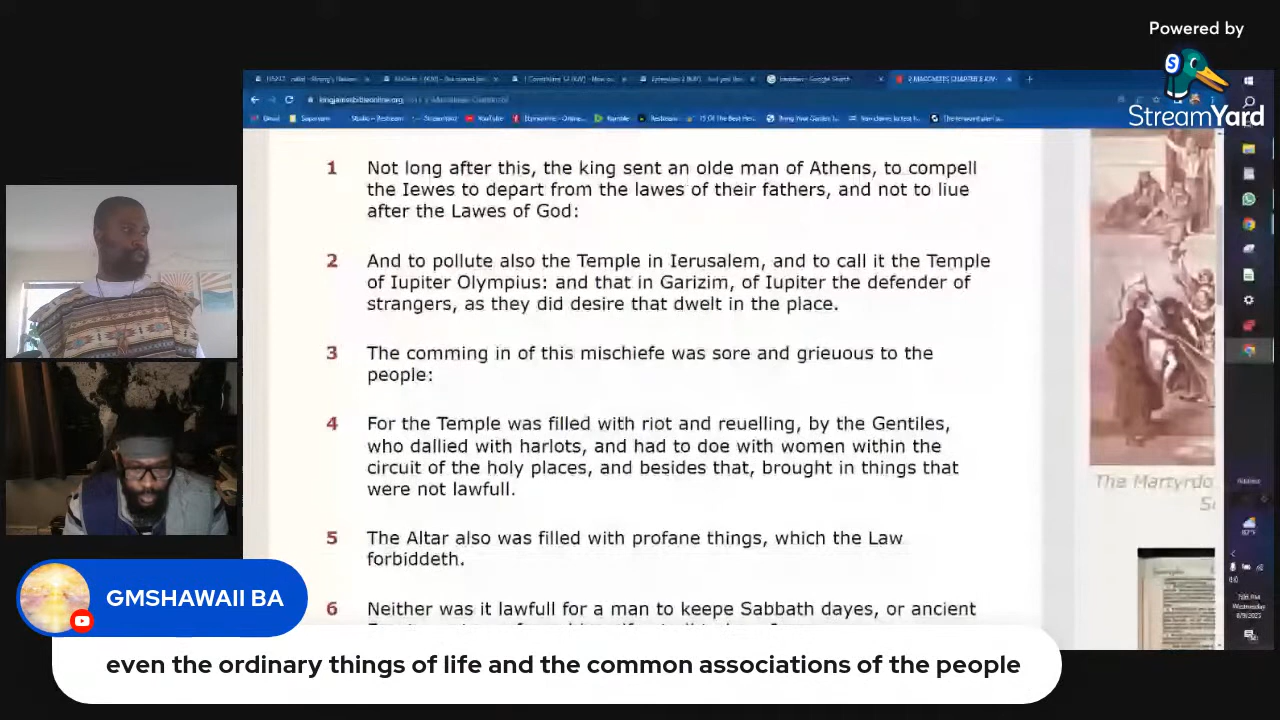 Powered by
StreamYard
kingjamesbibleonline.org
YouTube
Rumble
1 Not long after this, the king sent an olde man of Athens, to compell
the Iewes to depart from the lawes of their fathers, and not to liue
after the Lawes of God:
2 And to pollute also the Temple in Ierusalem, and to call it the Temple
of Iupiter Olympius: and that in Garizim, of Iupiter the defender of
strangers, as they did desire that dwelt in the place.
3 The comming in of this mischiefe was sore and grieuous to the
people:
4 For the Temple was filled with riot and reuelling, by the Gentiles,
who dallied with harlots, and had to doe with women within the
circuit of the holy places, and besides that, brought in things that
were not lawfull.
5 The Altar also was filled with profane things, which the Law
forbiddeth.
6 Neither was it lawfull for a man to keepe Sabbath dayes, or ancient
The Martyrdo
Wednesday
GMSHAWAII BA
even the ordinary things of life and the common associations of the people